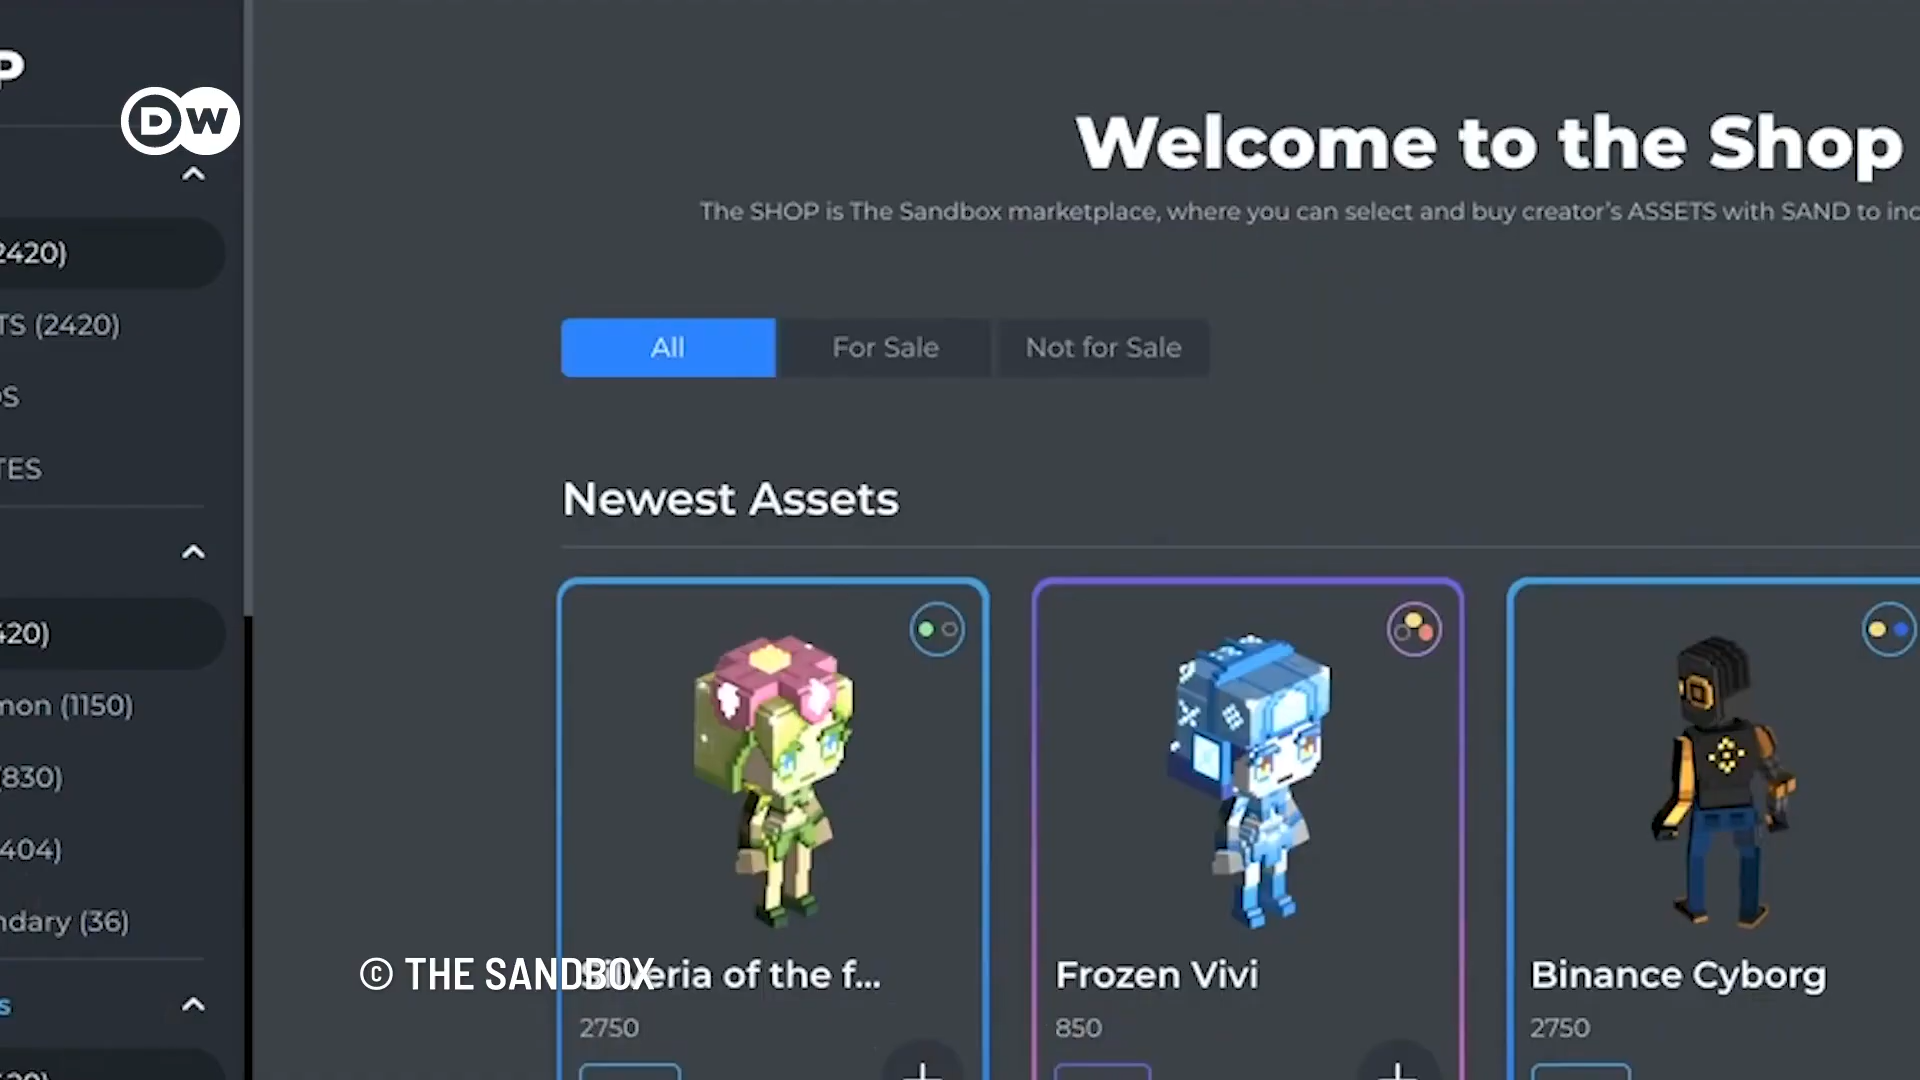 P
DW
Welcome to the Shop
The SHOP is The Sandbox marketplace, where you can select and buy creator's ASSETS with SAND to inc
2420)
TS (2420)
All
For Sale
Not for Sale
S
TES
Newest Assets
420)
mon (1150)
(830)
404)
ndary (36)
© THE SANDBOX
eria of the f...
Frozen Vivi
Binance Cyborg
s
2750
850
2750